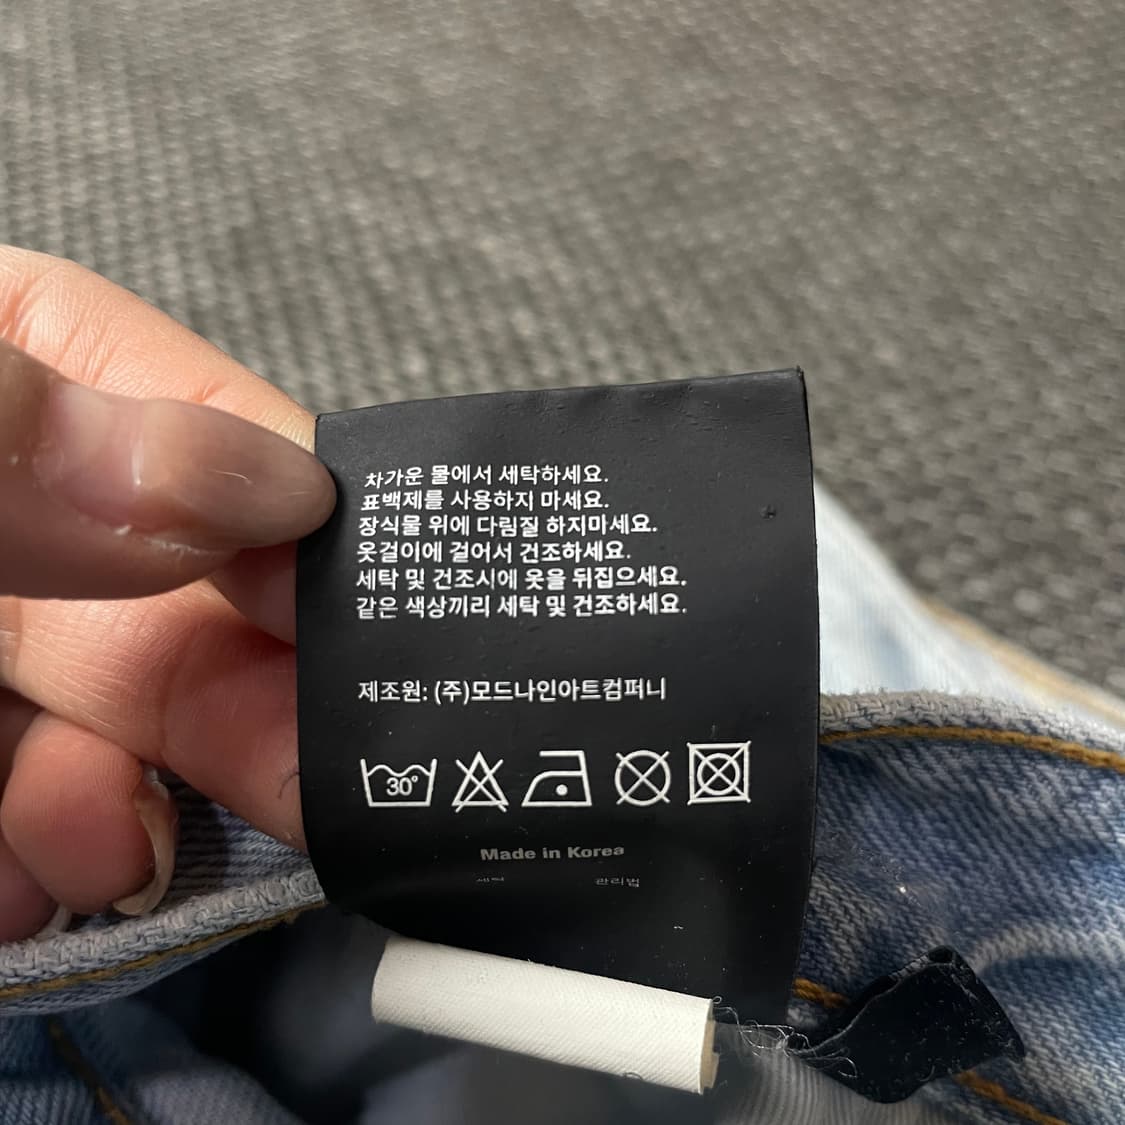 차가운 물에서 세탁하세요.
표백제를 사용하지 마세요.
장식물 위에 다림질 하지마세요.
옷걸이에 걸어서 건조하세요.
세탁 및 건조시에 옷을 뒤집으세요.
같은 색상끼리 세탁 및 건조하세요.
제조원: (주)모드나인아트컴퍼니
30°
Made in Korea
관리법